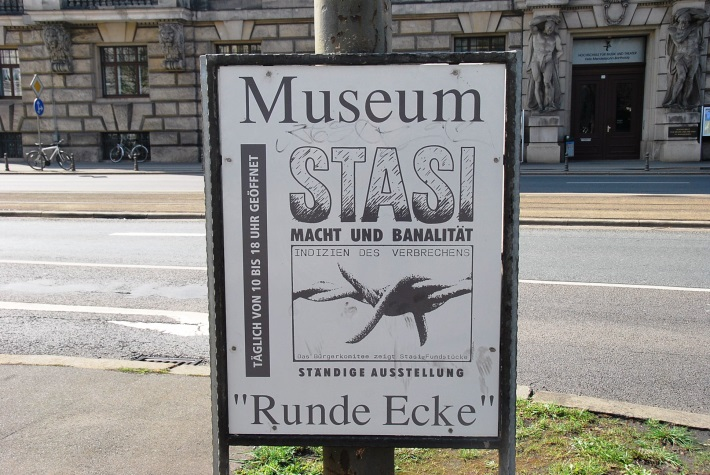 Museum
TÄGLICH VON 10 BIS 18 UHR GEÖFFNET
STASI
MACHT UND BANALITÄT
INDIZIEN DES VERBRECHENS
Das Bürgerkomitee zeigt Stasi-Fundstücke
STÄNDIGE AUSSTELLUNG
"Runde Ecke"